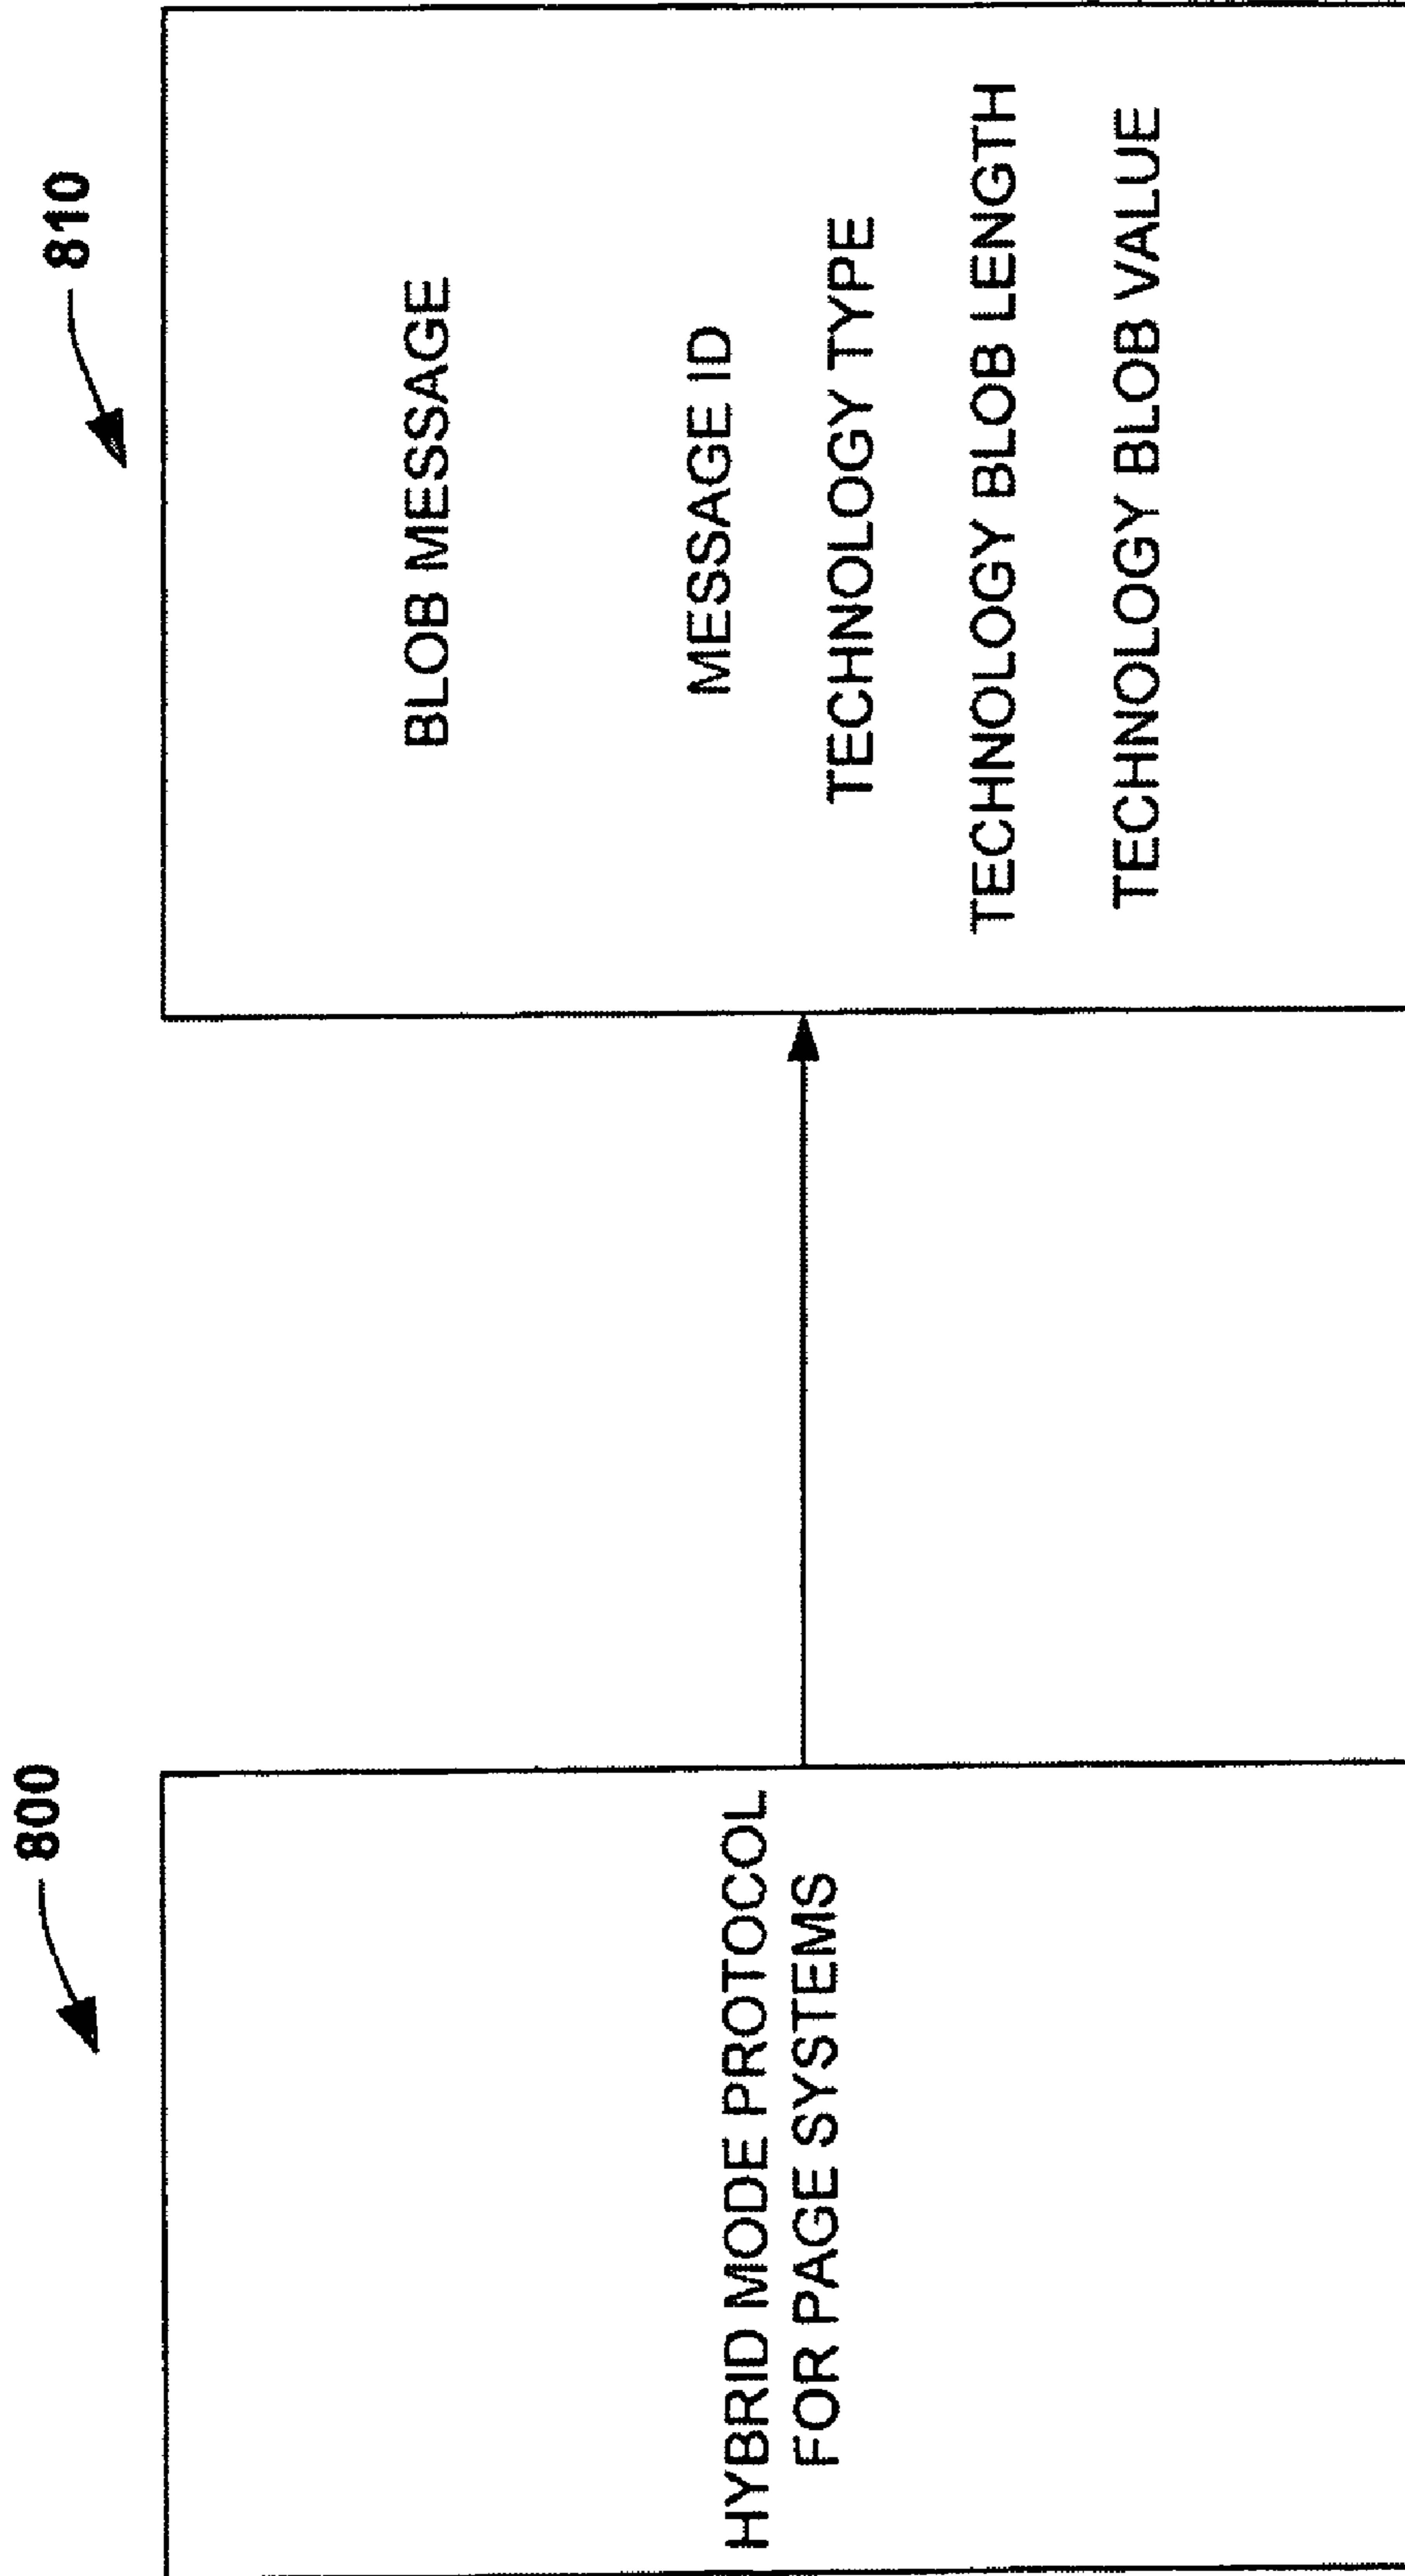 800
HYBRID MODE PROTOCOL
FOR PAGE SYSTEMS
810
BLOB MESSAGE
MESSAGE ID
TECHNOLOGY TYPE
TECHNOLOGY BLOB LENGTH
TECHNOLOGY BLOB VALUE